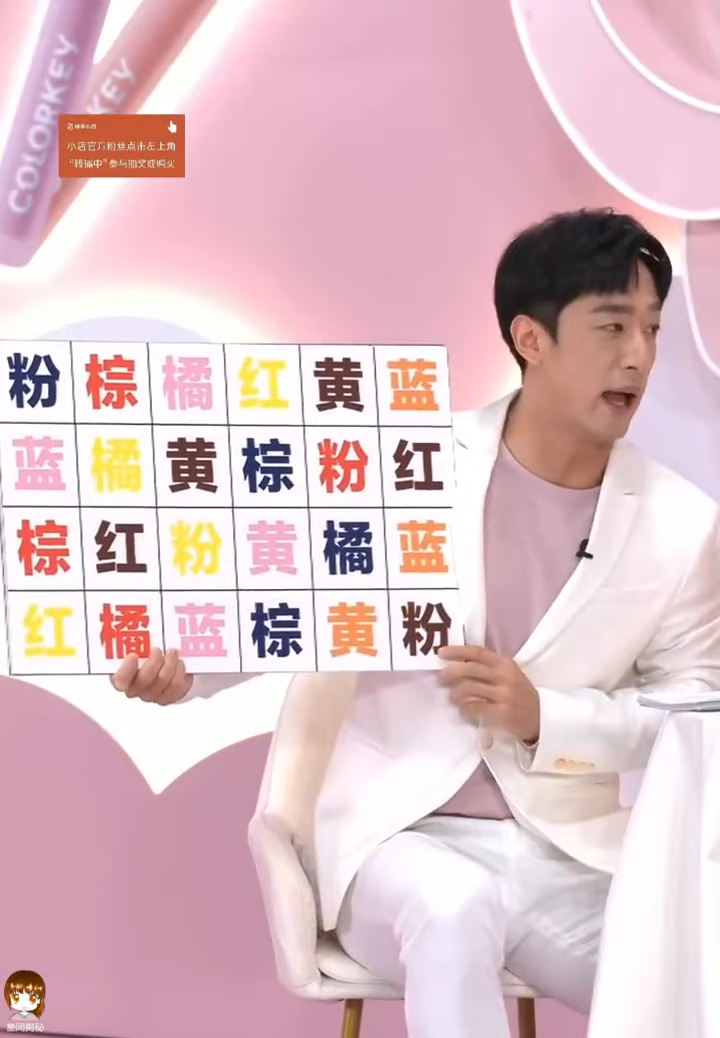 COLORKEY
KEY
小店官方粉丝点击左上角
“转播中”参与抽奖或购买
粉 棕 橘 红 黄 蓝
蓝 橘 黄 棕 粉 红
棕 红 粉 黄 橘 蓝
红 橘 蓝 棕 黄 粉